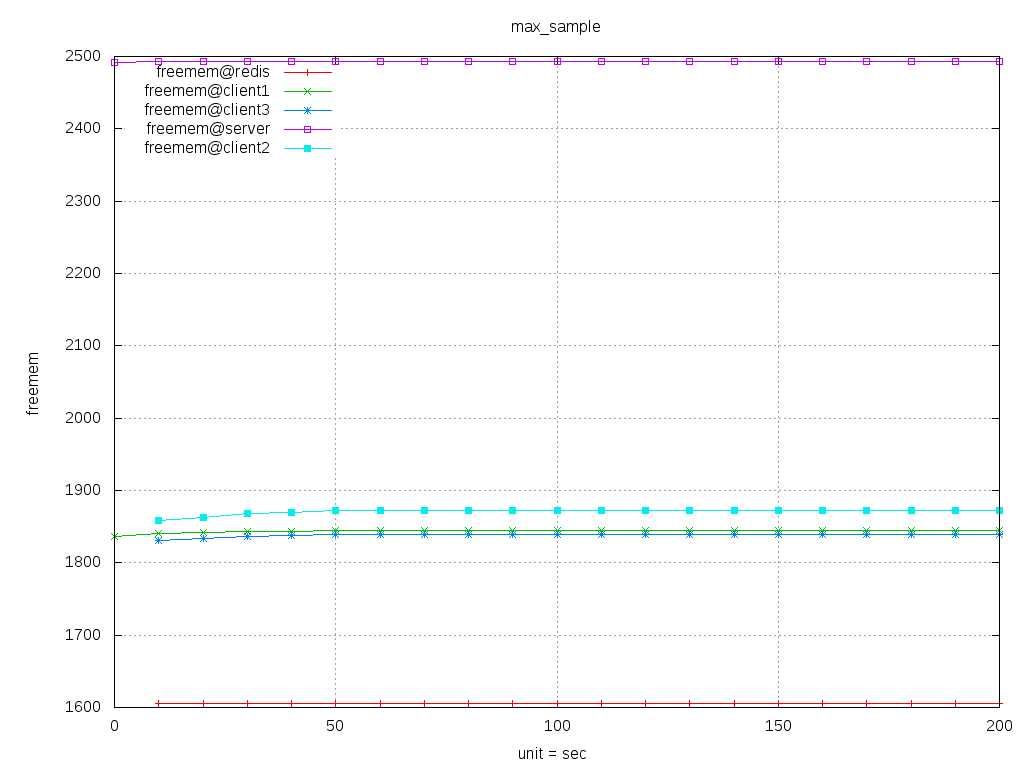 max_sample
2500
freemem@redis
freemem@client1
freemem@client3
2400
freemem@server
freemem@client2
2300
2200
2100
freemem
2000
1900
1800
1700
1600
0 50 100 150 200
unit = sec